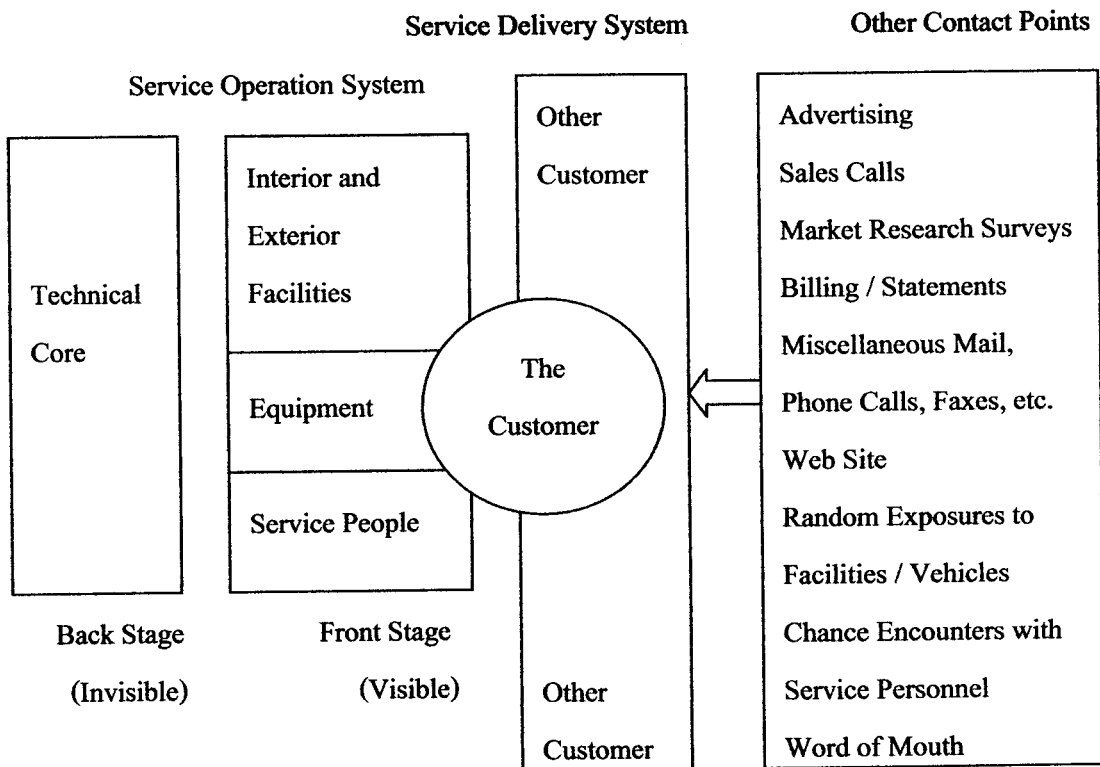 Service Delivery System
Other Contact Points
Service Operation System
Technical
Core
Interior and
Exterior
Facilities
Equipment
Service People
Other
Customer
The
Customer
Other
Customer
Advertising
Sales Calls
Market Research Surveys
Billing / Statements
Miscellaneous Mail,
Phone Calls, Faxes, etc.
Web Site
Random Exposures to
Facilities / Vehicles
Chance Encounters with
Service Personnel
Word of Mouth
Back Stage
(Invisible)
Front Stage
(Visible)